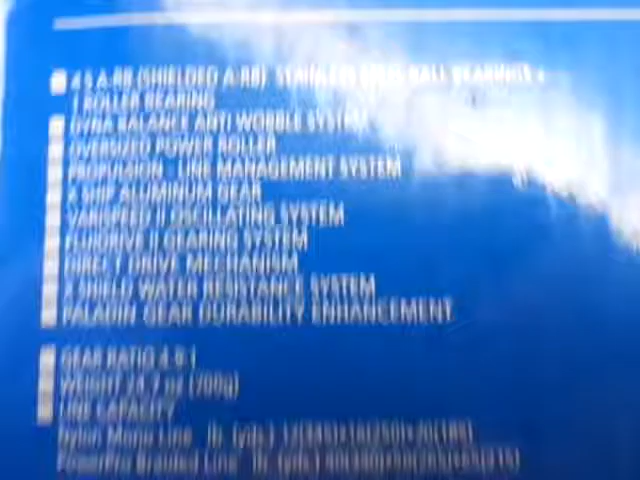 4 S A-RB (SHIELDED A-RB) STAINLESS STEEL BALL BEARINGS +
1 ROLLER BEARING
DYNA BALANCE ANTI WOBBLE SYSTEM
OVERSIZED POWER ROLLER
PROPULSION LINE MANAGEMENT SYSTEM
ALUMINUM GEAR
VARISPEED II OSCILLATING SYSTEM
FLUIDRIVE II GEARING SYSTEM
DIRECT DRIVE MECHANISM
SHIELD WATER RESISTANCE SYSTEM
PALADIN GEAR DURABILITY ENHANCEMENT
GEAR RATIO 4.9:1
WEIGHT 24.7 oz (700g)
LINE CAPACITY
Nylon Mono Line lb. (yds.)
Powerpro Braided Line lb. (yds.)